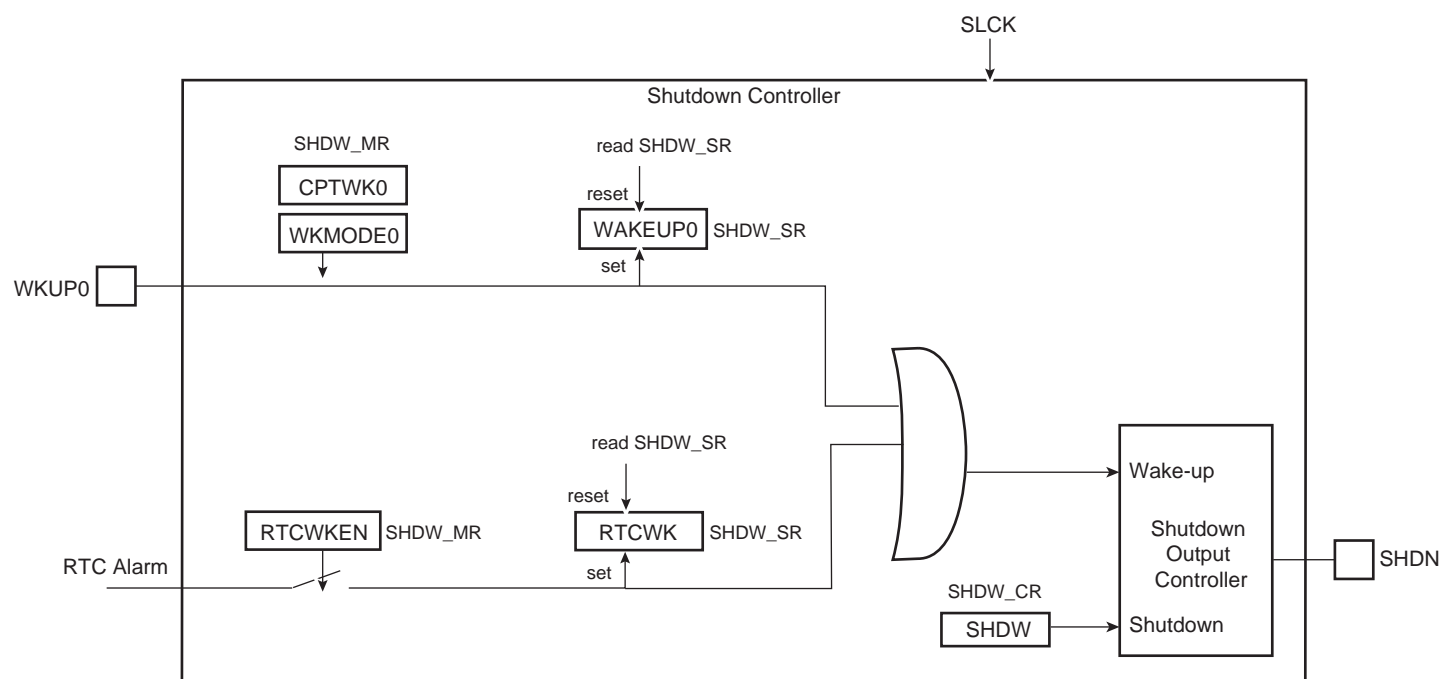 SLCK
Shutdown Controller
SHDW_MR
CPTWK0
WKMODE0
read SHDW_SR
reset
WAKEUP0
SHDW_SR
set
WKUP0
read SHDW_SR
reset
RTCWKEN
SHDW_MR
RTCWK
SHDW_SR
RTC Alarm
set
Wake-up
Shutdown
Output
Controller
SHDN
SHDW_CR
SHDW
Shutdown